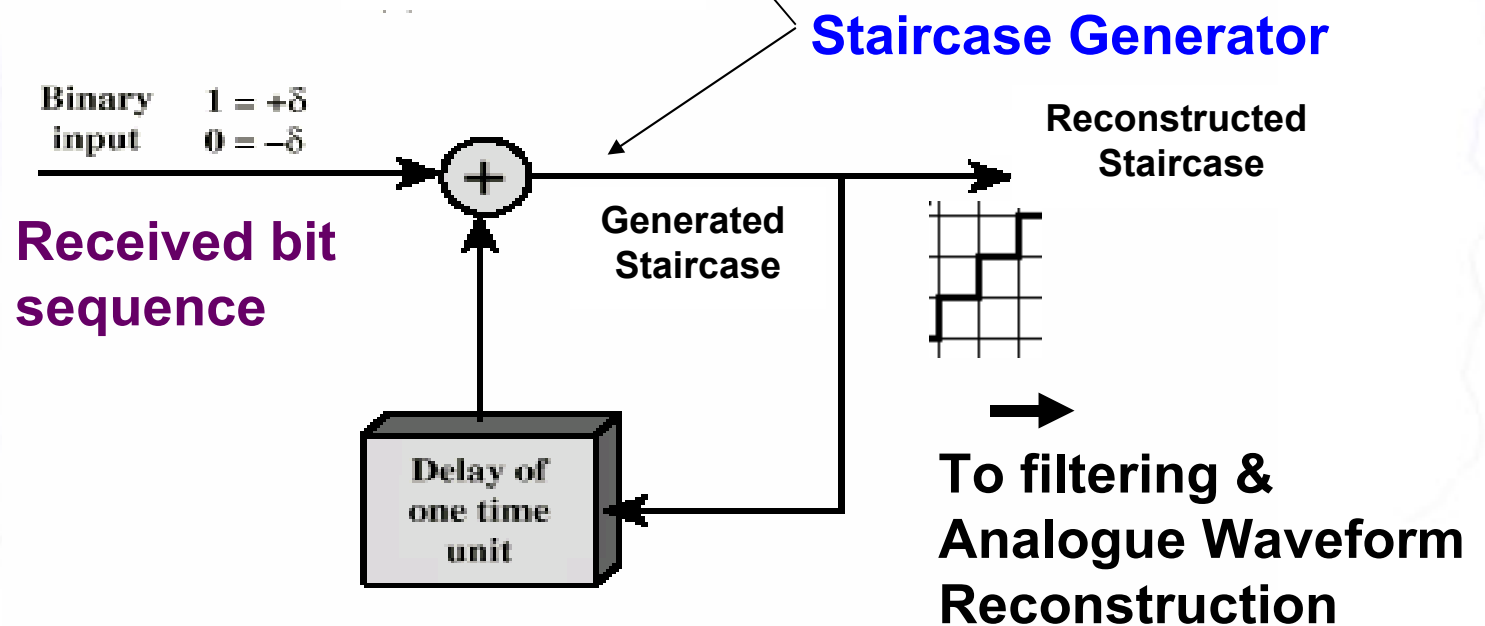 Staircase Generator
Binary 1 = +δ
input 0 = −δ
Reconstructed
Staircase
+
Received bit
sequence
Generated
Staircase
Delay of
one time
unit
To filtering &
Analogue Waveform
Reconstruction